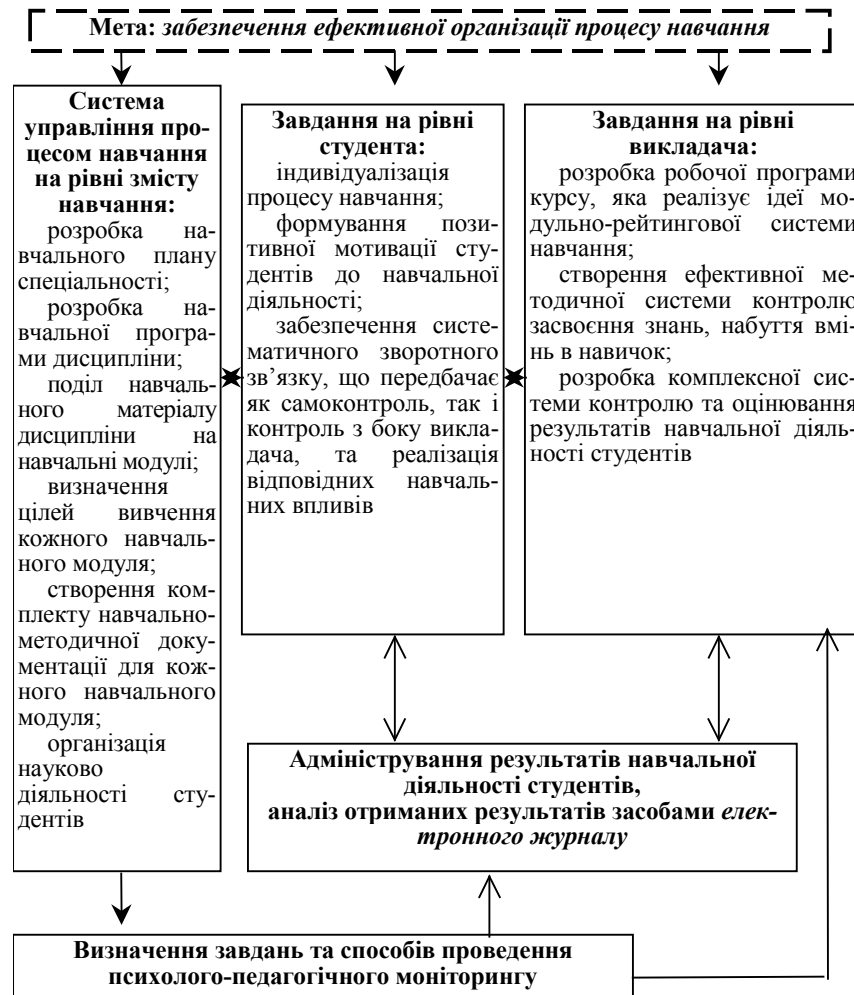 Мета: забезпечення ефективної організації процесу навчання
Система
управління про-
цесом навчання
на рівні змісту
навчання:
розробка на-
вчального плану
спеціальності;
розробка на-
вчальної програ-
ми дисципліни;
поділ навчаль-
ного матеріалу
дисципліни на
навчальні модулі;
визначення
цілей вивчення
кожного навчаль-
ного модуля;
створення ком-
плекту навчально-
методичної доку-
ментації для кож-
ного навчального
модуля;
організація
науково
діяльності сту-
дентів
Завдання на рівні
студента:
індивідуалізація
процесу навчання;
формування пози-
тивної мотивації сту-
дентів до навчальної
діяльності;
забезпечення систе-
матичного зворотного
зв’язку, що передбачає
як самоконтроль, так і
контроль з боку викла-
дача, та реалізація
відповідних навчаль-
них впливів
Завдання на рівні
викладача:
розробка робочої програми
курсу, яка реалізує ідеї мо-
дульно-рейтингової системи
навчання;
створення ефективної ме-
тодичної системи контролю
засвоєння знань, набуття вмі-
нь в навичок;
розробка комплексної сис-
теми контролю та оцінювання
результатів навчальної діяль-
ності студентів
Адміністрування результатів навчальної
діяльності студентів,
аналіз отриманих результатів засобами елек-
тронного журналу
Визначення завдань та способів проведення
психолого-педагогічного моніторингу